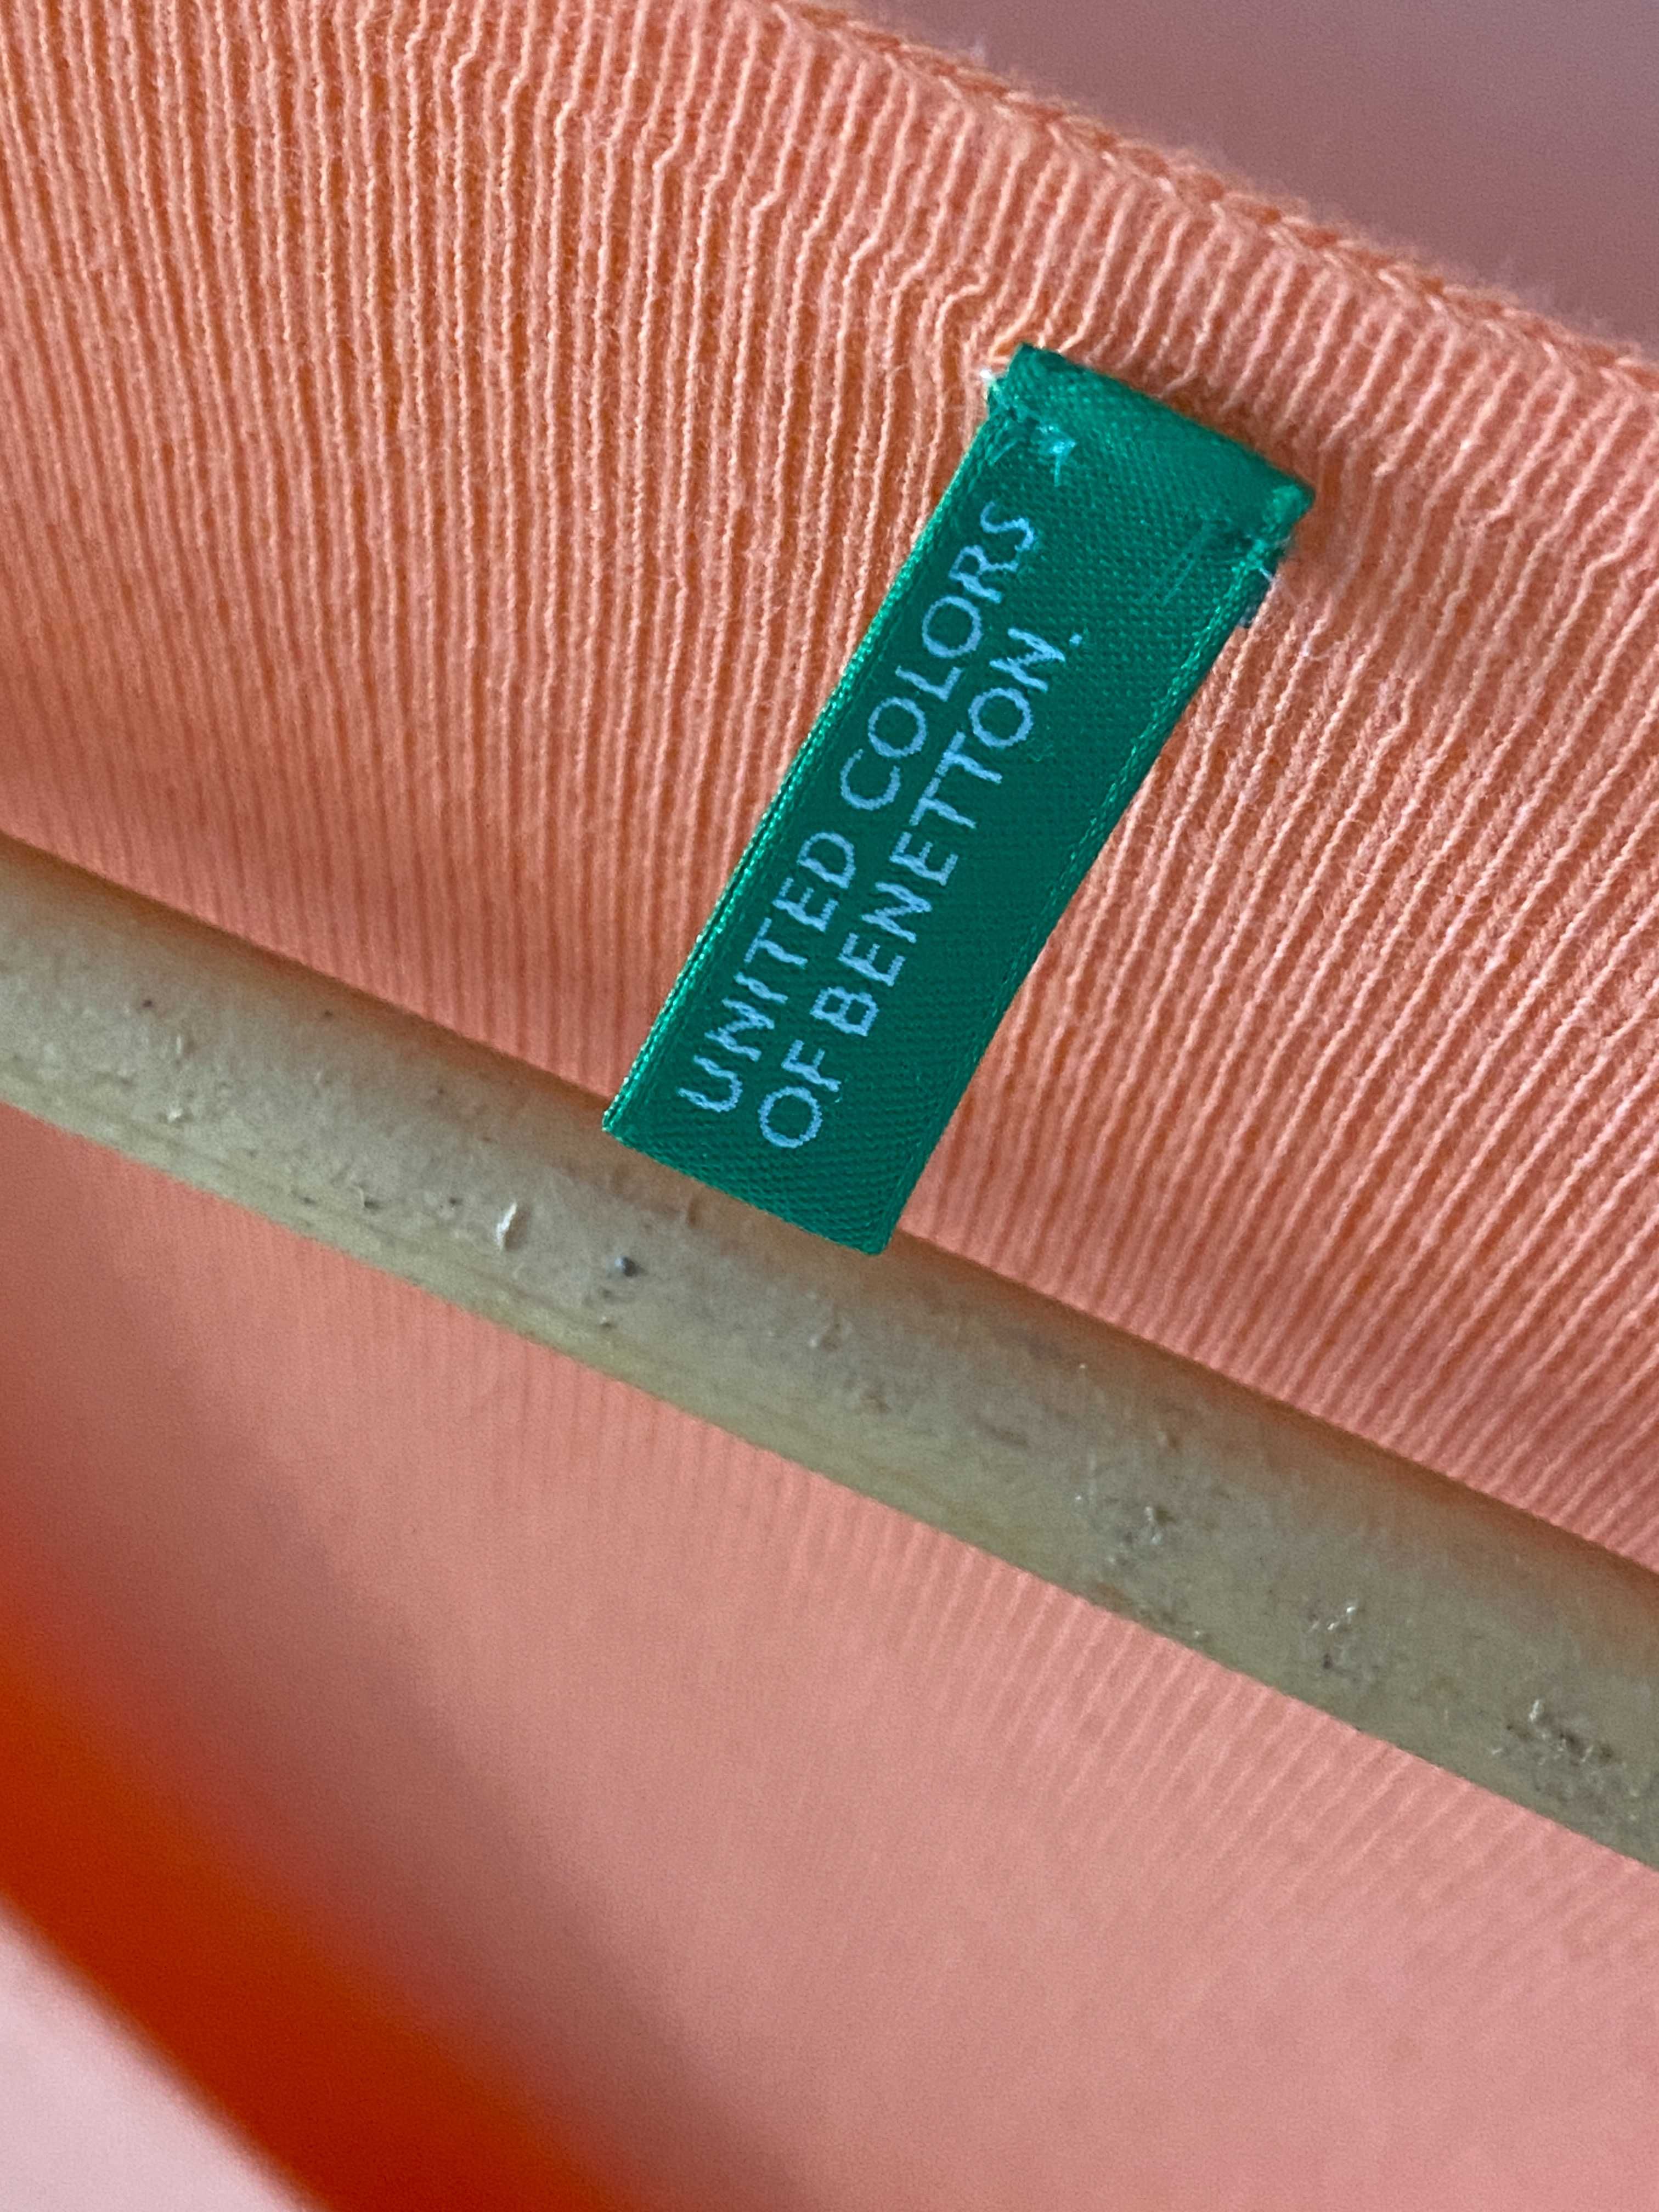 UNITED COLORS
OF BENETTON.